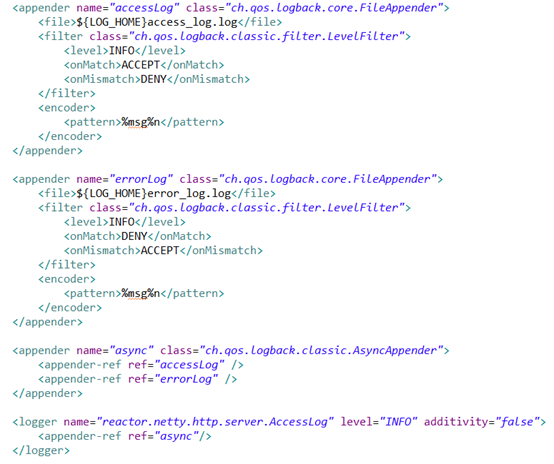 <appender name="accessLog" class="ch.qos.logback.core.FileAppender">
    <file>${LOG_HOME}access_log.log</file>
    <filter class="ch.qos.logback.classic.filter.LevelFilter">
        <level>INFO</level>
        <onMatch>ACCEPT</onMatch>
        <onMismatch>DENY</onMismatch>
    </filter>
    <encoder>
        <pattern>%msg%n</pattern>
    </encoder>
</appender>

<appender name="errorLog" class="ch.qos.logback.core.FileAppender">
    <file>${LOG_HOME}error_log.log</file>
    <filter class="ch.qos.logback.classic.filter.LevelFilter">
        <level>INFO</level>
        <onMatch>DENY</onMatch>
        <onMismatch>ACCEPT</onMismatch>
    </filter>
    <encoder>
        <pattern>%msg%n</pattern>
    </encoder>
</appender>

<appender name="async" class="ch.qos.logback.classic.AsyncAppender">
    <appender-ref ref="accessLog" />
    <appender-ref ref="errorLog" />
</appender>

<logger name="reactor.netty.http.server.AccessLog" level="INFO" additivity="false">
    <appender-ref ref="async"/>
</logger>